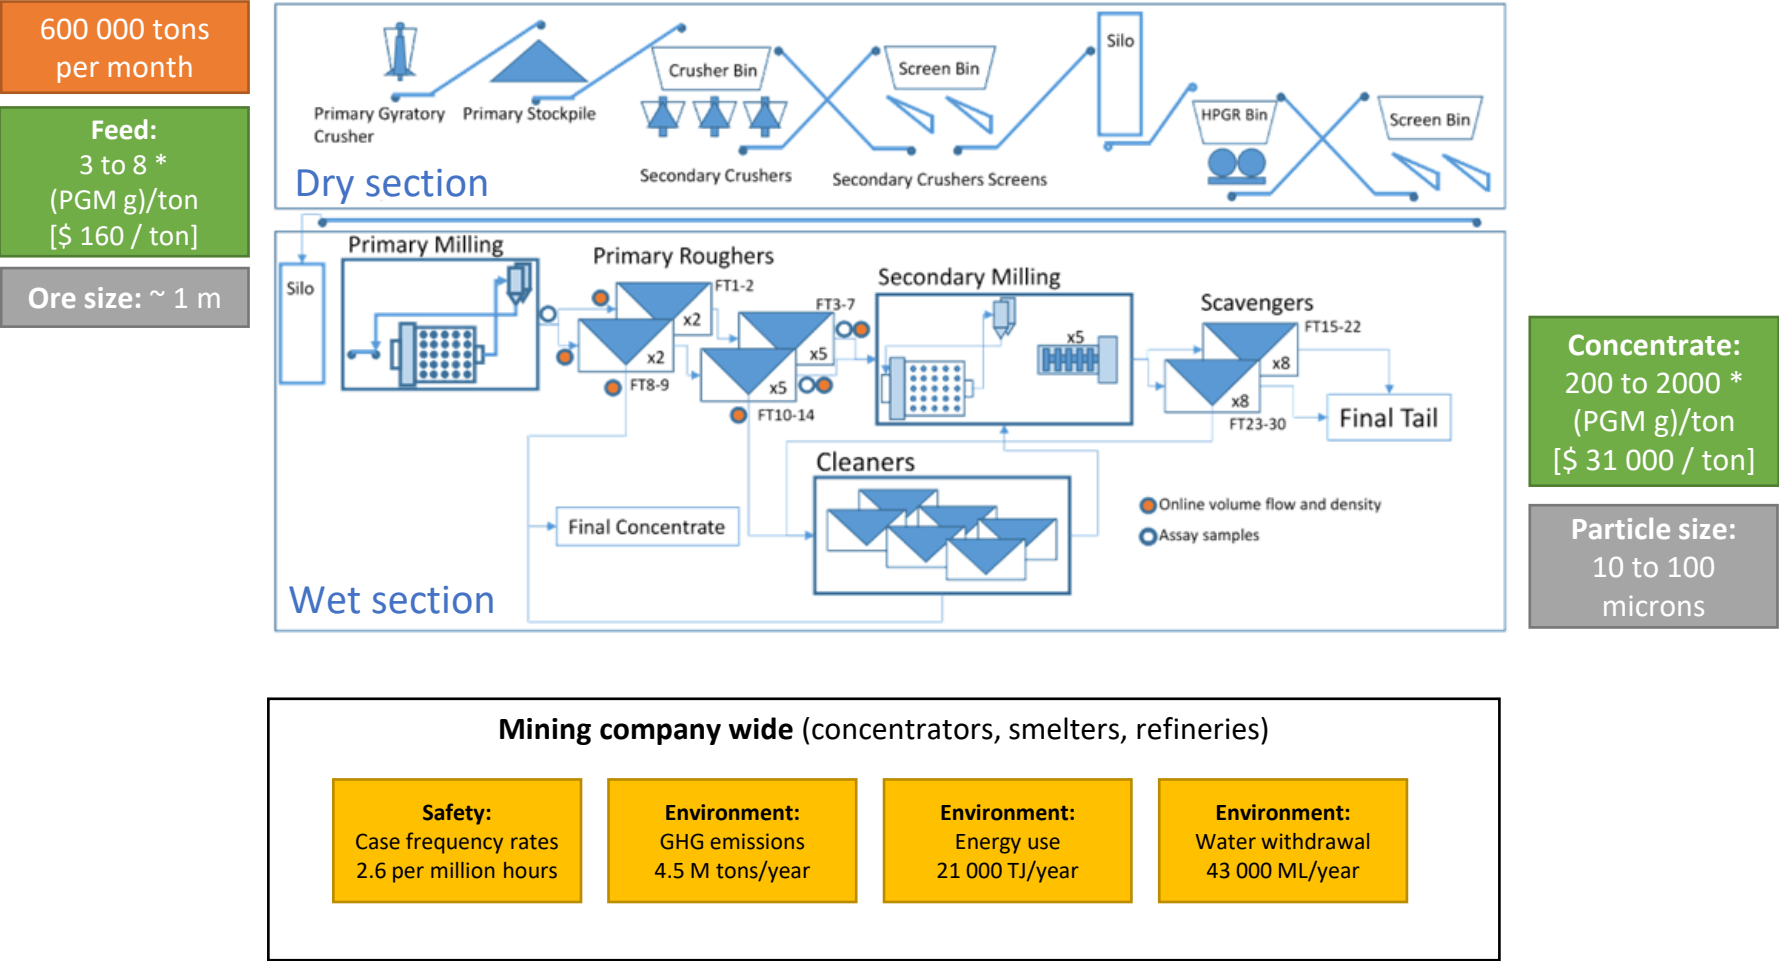 600 000 tons
per month
Feed:
3 to 8 *
(PGM g)/ton
[$ 160 / ton]
Ore size: ~ 1 m
Primary Gyratory
Crusher
Primary Stockpile
Crusher Bin
Secondary Crushers
Screen Bin
Secondary Crushers Screens
Silo
HPGR Bin
Screen Bin
Dry section
Silo
Primary Milling
Primary Roughers
FT1-2
x2
x2
FT8-9
FT3-7
x5
x5
FT10-14
Secondary Milling
x5
Scavengers
FT15-22
x8
x8
FT23-30
Final Tail
Cleaners
Final Concentrate
Online volume flow and density
Assay samples
Wet section
Concentrate:
200 to 2000 *
(PGM g)/ton
[$ 31 000 / ton]
Particle size:
10 to 100
microns
Mining company wide (concentrators, smelters, refineries)
Safety:
Case frequency rates
2.6 per million hours
Environment:
GHG emissions
4.5 M tons/year
Environment:
Energy use
21 000 TJ/year
Environment:
Water withdrawal
43 000 ML/year